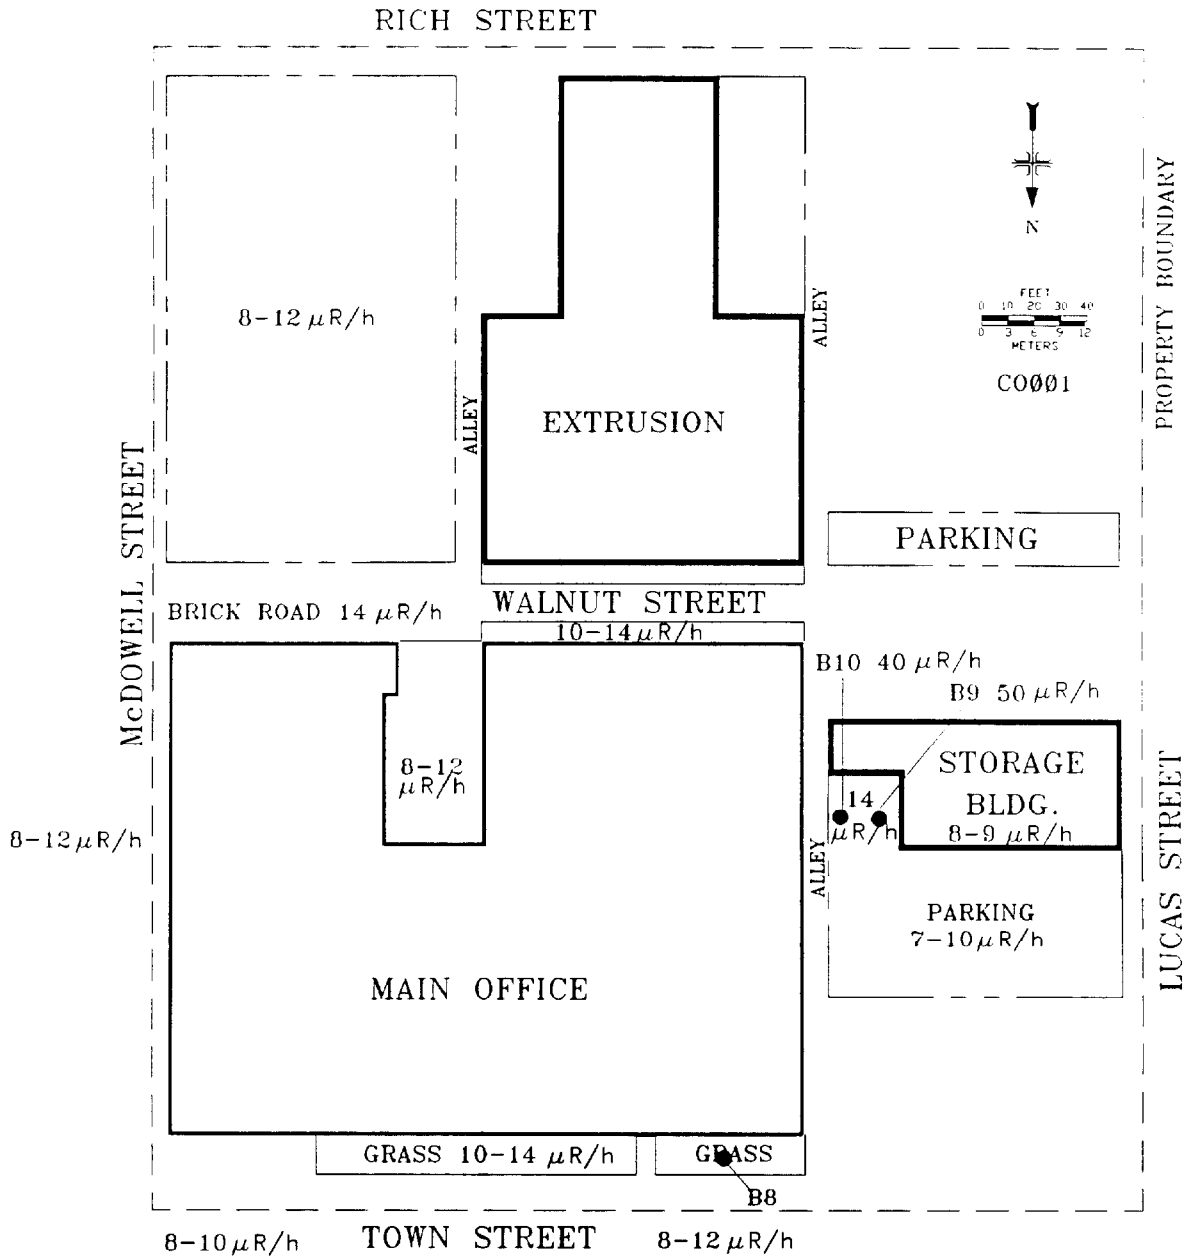 RICH STREET
N
FEET
0 10 20 30 40
0 3 6 9 12
METERS
COØ01
PROPERTY BOUNDARY
8-12 μR/h
ALLEY
ALLEY
EXTRUSION
McDOWELL STREET
PARKING
BRICK ROAD 14 μR/h
WALNUT STREET
10-14 μR/h
B10 40 μR/h
B9 50 μR/h
8-12
μR/h
STORAGE
BLDG.
8-9 μR/h
14
μR/h
8-12 μR/h
ALLEY
PARKING
7-10 μR/h
LUCAS STREET
MAIN OFFICE
GRASS 10-14 μR/h
GRASS
B8
8-10 μR/h
TOWN STREET
8-12 μR/h